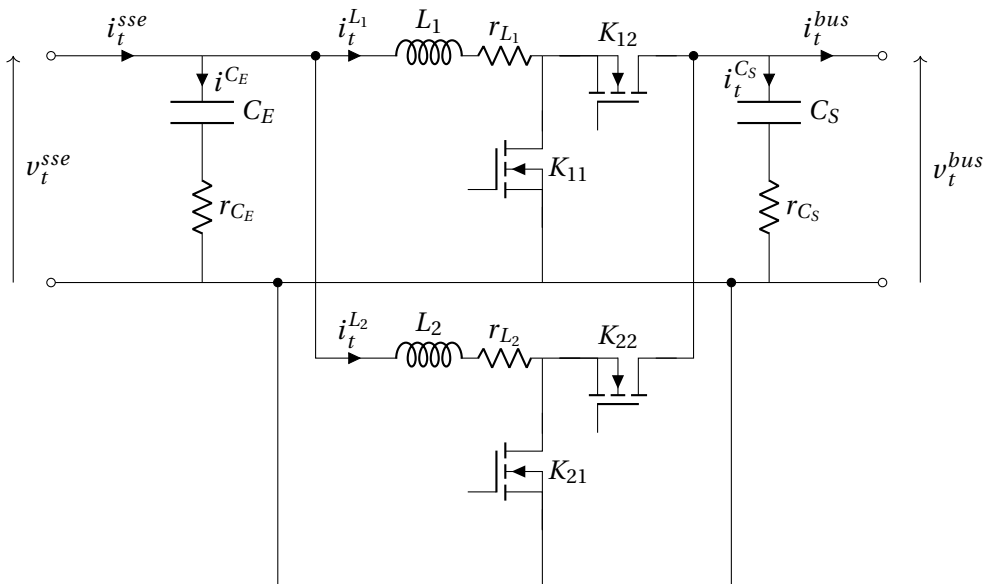 i_t^{sse} i_t^{L_1} L_1 r_{L_1} K_{12} i_t^{bus}
i^{C_E} i_t^{C_S}
C_E C_S
v_t^{sse} K_{11} v_t^{bus}
r_{C_E} r_{C_S}
i_t^{L_2} L_2 r_{L_2} K_{22}
K_{21}